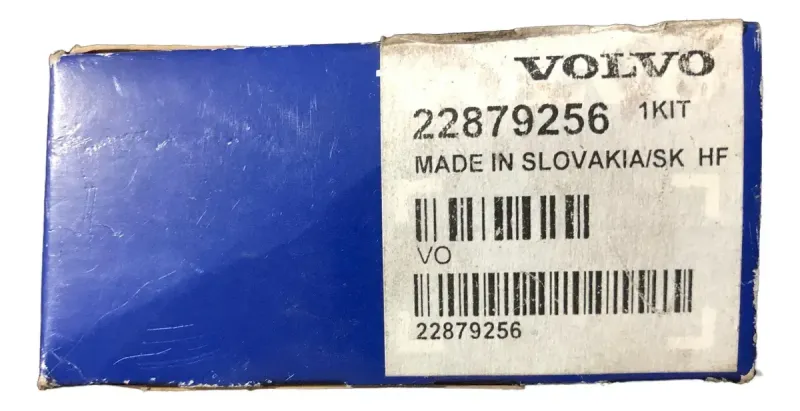 VOLVO
22879256 1KIT
MADE IN SLOVAKIA/SK HF
VO
22879256